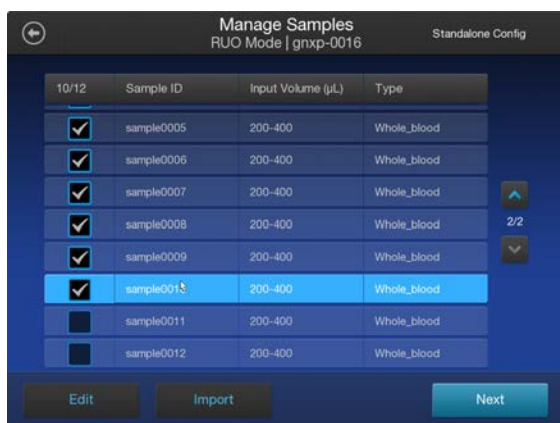 Manage Samples
RUO Mode | gnxp-0016
Standalone Config
10/12 Sample ID Input Volume (µL) Type
sample0005 200-400 Whole_blood
sample0006 200-400 Whole_blood
sample0007 200-400 Whole_blood
sample0008 200-400 Whole_blood
2/2
sample0009 200-400 Whole_blood
sample0010 200-400 Whole_blood
sample0011 200-400 Whole_blood
sample0012 200-400 Whole_blood
Edit Import Next